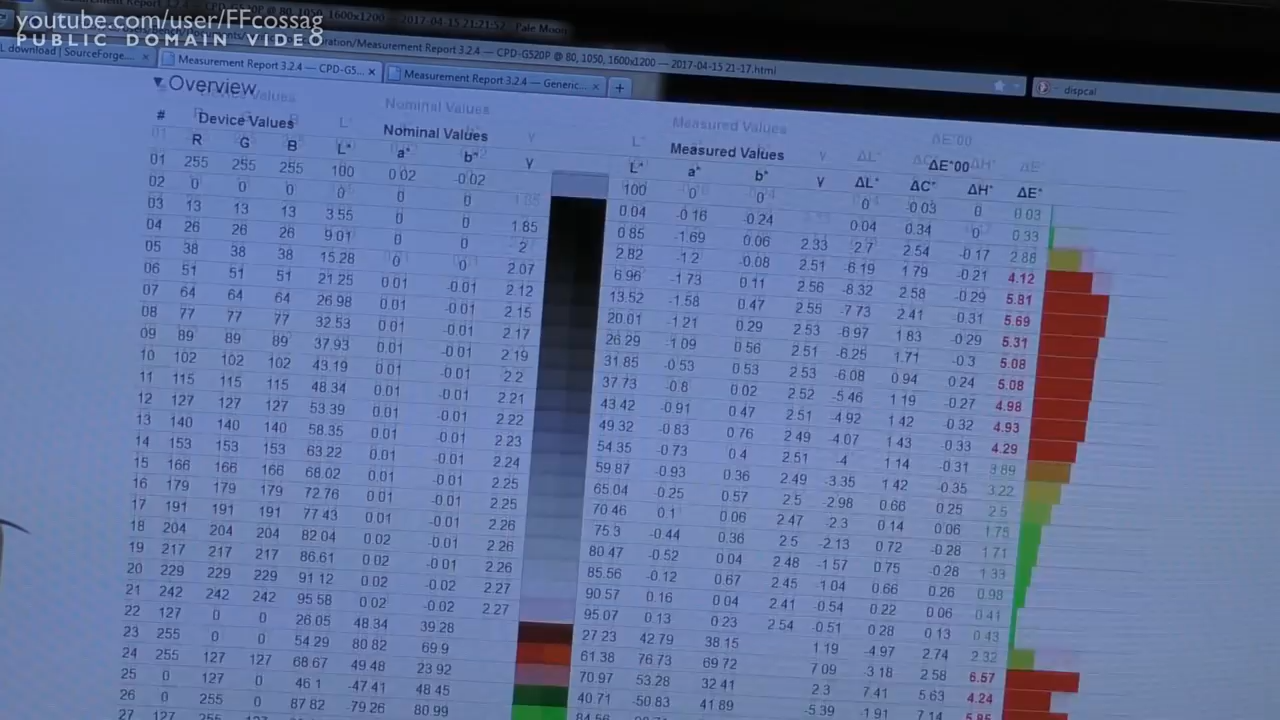 youtube.com/user/FFcossag
PUBLIC DOMAIN VIDEO
CPD-G520P @ 80, 1050, 1600x1200 — 2017-04-15 21:21:52 - Pale Moon
ration/Measurement Report 3.2.4 — CPD-G520P @ 80, 1050, 1600x1200 — 2017-04-15 21-17.html
download | SourceForge... × Measurement Report 3.2.4 — CPD-G5... × Measurement Report 3.2.4 — Generic... × + dispcal
▼Overview
# Device Values Nominal Values Measured Values ΔE*00
R G B L* a* b* γ L* a* b* γ ΔL* ΔC* ΔH* ΔE*
01 255 255 255 100 0.02 -0.02 100 0 0 0 -0.03 0 0.03
02 0 0 0 0 0 0 0.04 -0.16 -0.24 0.04 0.34 0 0.33
03 13 13 13 3.55 0 0 1.85 0.85 -1.69 0.06 2.33 -2.7 2.54 -0.17 2.88
04 26 26 26 9.01 0 0 2 2.82 -1.2 -0.08 2.51 -6.19 1.79 -0.21 4.12
05 38 38 38 15.28 0 0 2.07 6.96 -1.73 0.11 2.56 -8.32 2.58 -0.29 5.81
06 51 51 51 21.25 0.01 -0.01 2.12 13.52 -1.58 0.47 2.55 -7.73 2.41 -0.31 5.69
07 64 64 64 26.98 0.01 -0.01 2.15 20.01 -1.21 0.29 2.53 -6.97 1.83 -0.29 5.31
08 77 77 77 32.53 0.01 -0.01 2.17 26.29 -1.09 0.56 2.51 -6.25 1.71 -0.3 5.08
09 89 89 89 37.93 0.01 -0.01 2.19 31.85 -0.53 0.53 2.53 -6.08 0.94 0.24 5.08
10 102 102 102 43.19 0.01 -0.01 2.2 37.73 -0.8 0.02 2.52 -5.46 1.19 -0.27 4.98
11 115 115 115 48.34 0.01 -0.01 2.21 43.42 -0.91 0.47 2.51 -4.92 1.42 -0.32 4.93
12 127 127 127 53.39 0.01 -0.01 2.22 49.32 -0.83 0.76 2.49 -4.07 1.43 -0.33 4.29
13 140 140 140 58.35 0.01 -0.01 2.23 54.35 -0.73 0.4 2.51 -4 1.14 -0.31 3.89
14 153 153 153 63.22 0.01 -0.01 2.24 59.87 -0.93 0.36 2.49 -3.35 1.42 -0.35 3.22
15 166 166 166 68.02 0.01 -0.01 2.25 65.04 -0.25 0.57 2.5 -2.98 0.66 0.25 2.5
16 179 179 179 72.76 0.01 -0.01 2.25 70.46 0.1 0.06 2.47 -2.3 0.14 0.06 1.75
17 191 191 191 77.43 0.01 -0.01 2.26 75.3 -0.44 0.36 2.5 -2.13 0.72 -0.28 1.71
18 204 204 204 82.04 0.02 -0.01 2.26 80.47 -0.52 0.04 2.48 -1.57 0.75 -0.28 1.33
19 217 217 217 86.61 0.02 -0.01 2.26 85.56 -0.12 0.67 2.45 -1.04 0.66 0.26 0.98
20 229 229 229 91.12 0.02 -0.02 2.27 90.57 0.16 0.04 2.41 -0.54 0.22 0.06 0.41
21 242 242 242 95.58 0.02 -0.02 2.27 95.07 0.13 0.23 2.54 -0.51 0.28 0.13 0.43
22 127 0 0 26.05 48.34 39.28 27.23 42.79 38.15 1.19 -4.97 2.74 2.32
23 255 0 0 54.29 80.82 69.9 61.38 76.73 69.72 7.09 -3.18 2.58 6.57
24 255 127 127 68.67 49.48 23.92 70.97 53.28 32.41 2.3 7.41 5.63 4.24
25 0 127 0 46.1 -47.41 48.45 40.71 -50.83 41.89 -5.39 -1.91 7.14
26 0 255 0 87.82 -79.26 80.99
27 127 255